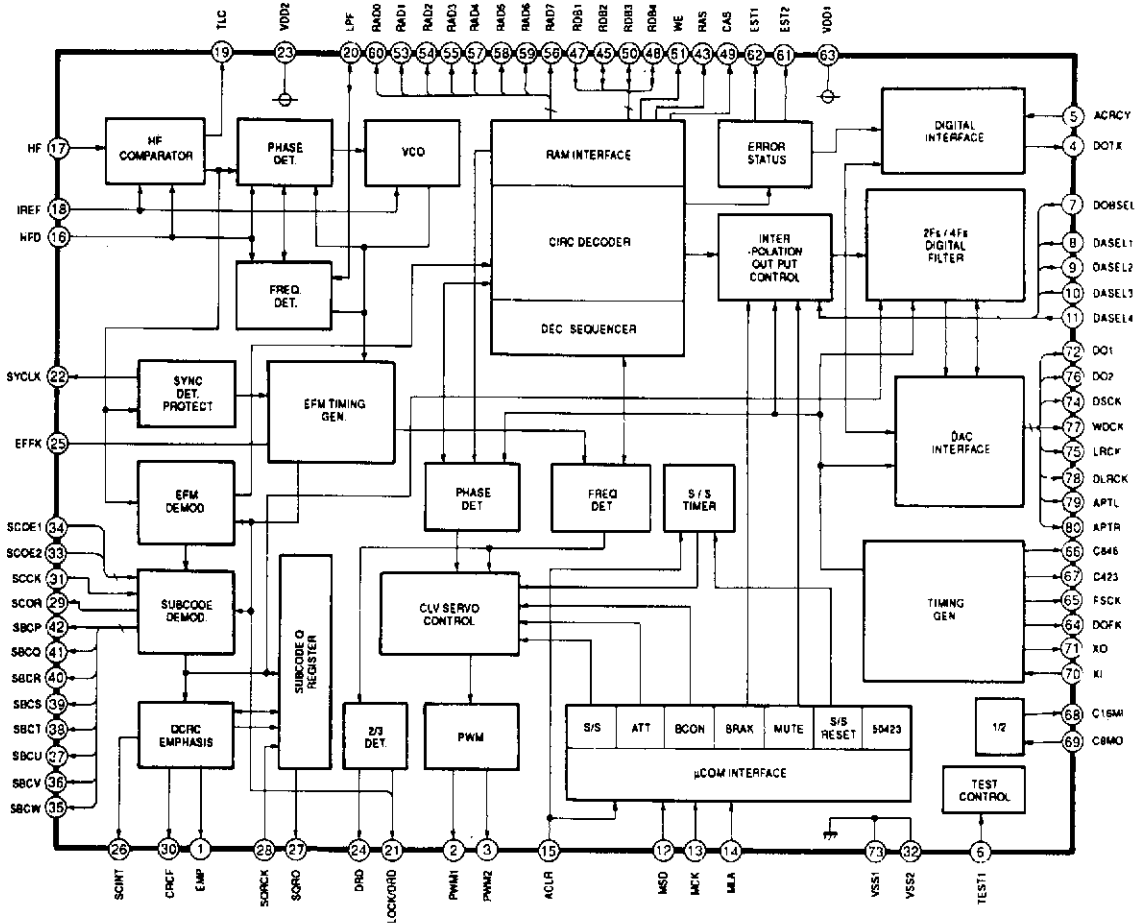 TLC
VDD2
LPF
RAD0
RAD1
RAD2
RAD3
RAD4
RAD5
RAD6
RAD7
RDB1
RDB2
RDB3
RDB4
WE
RAS
CAS
EST1
EST2
VDD1
19
23
20
60
53
54
55
57
58
59
56
47
45
50
48
51
43
49
62
61
63
HF
17
IREF
18
HFD
16
SYCLK
22
EFFK
25
SCOE1
34
SCOE2
33
SCCK
31
SCOR
29
SBCP
42
SBCQ
41
SBCR
40
SBCS
39
SBCT
38
SBCU
37
SBCV
36
SBCW
35
HF
COMPARATOR
PHASE
DET.
VCO
FREQ.
DET.
RAM INTERFACE
CIRC DECODER
DEC SEQUENCER
ERROR
STATUS
DIGITAL
INTERFACE
INTER
-POLATION
OUT PUT
CONTROL
2Fs / 4Fs
DIGITAL
FILTER
SYNC
DET.
PROTECT
EFM TIMING
GEN.
DAC
INTERFACE
EFM
DEMOD
PHASE
DET
FREQ
DET
S / S
TIMER
SUBCODE
DEMOD.
SUBCODE Q
REGISTER
CLV SERVO
CONTROL
TIMING
GEN
DCRC
EMPHASIS
2/3
DET.
PWM
S/S
ATT
BCON
BRAK
MUTE
S/S
RESET
50423
µCOM INTERFACE
1/2
TEST
CONTROL
5
ACRCY
4
DOTX
7
DOBSEL
8
DASEL1
9
DASEL2
10
DASEL3
11
DASEL4
72
DO1
76
DO2
74
DSCK
77
WDCK
75
LRCK
78
DLRCK
79
APTL
80
APTR
66
C846
67
C423
65
FSCK
64
DOFK
71
XO
70
XI
68
C16MI
69
C8MO
26
30
1
28
27
24
21
2
3
15
12
13
14
73
32
6
SCINT
CRCF
EMP
SQRCK
SQRO
DRD
LOCK/DRD
PWM1
PWM2
ACLR
MSD
MCK
MLA
VSS1
VSS2
TEST1